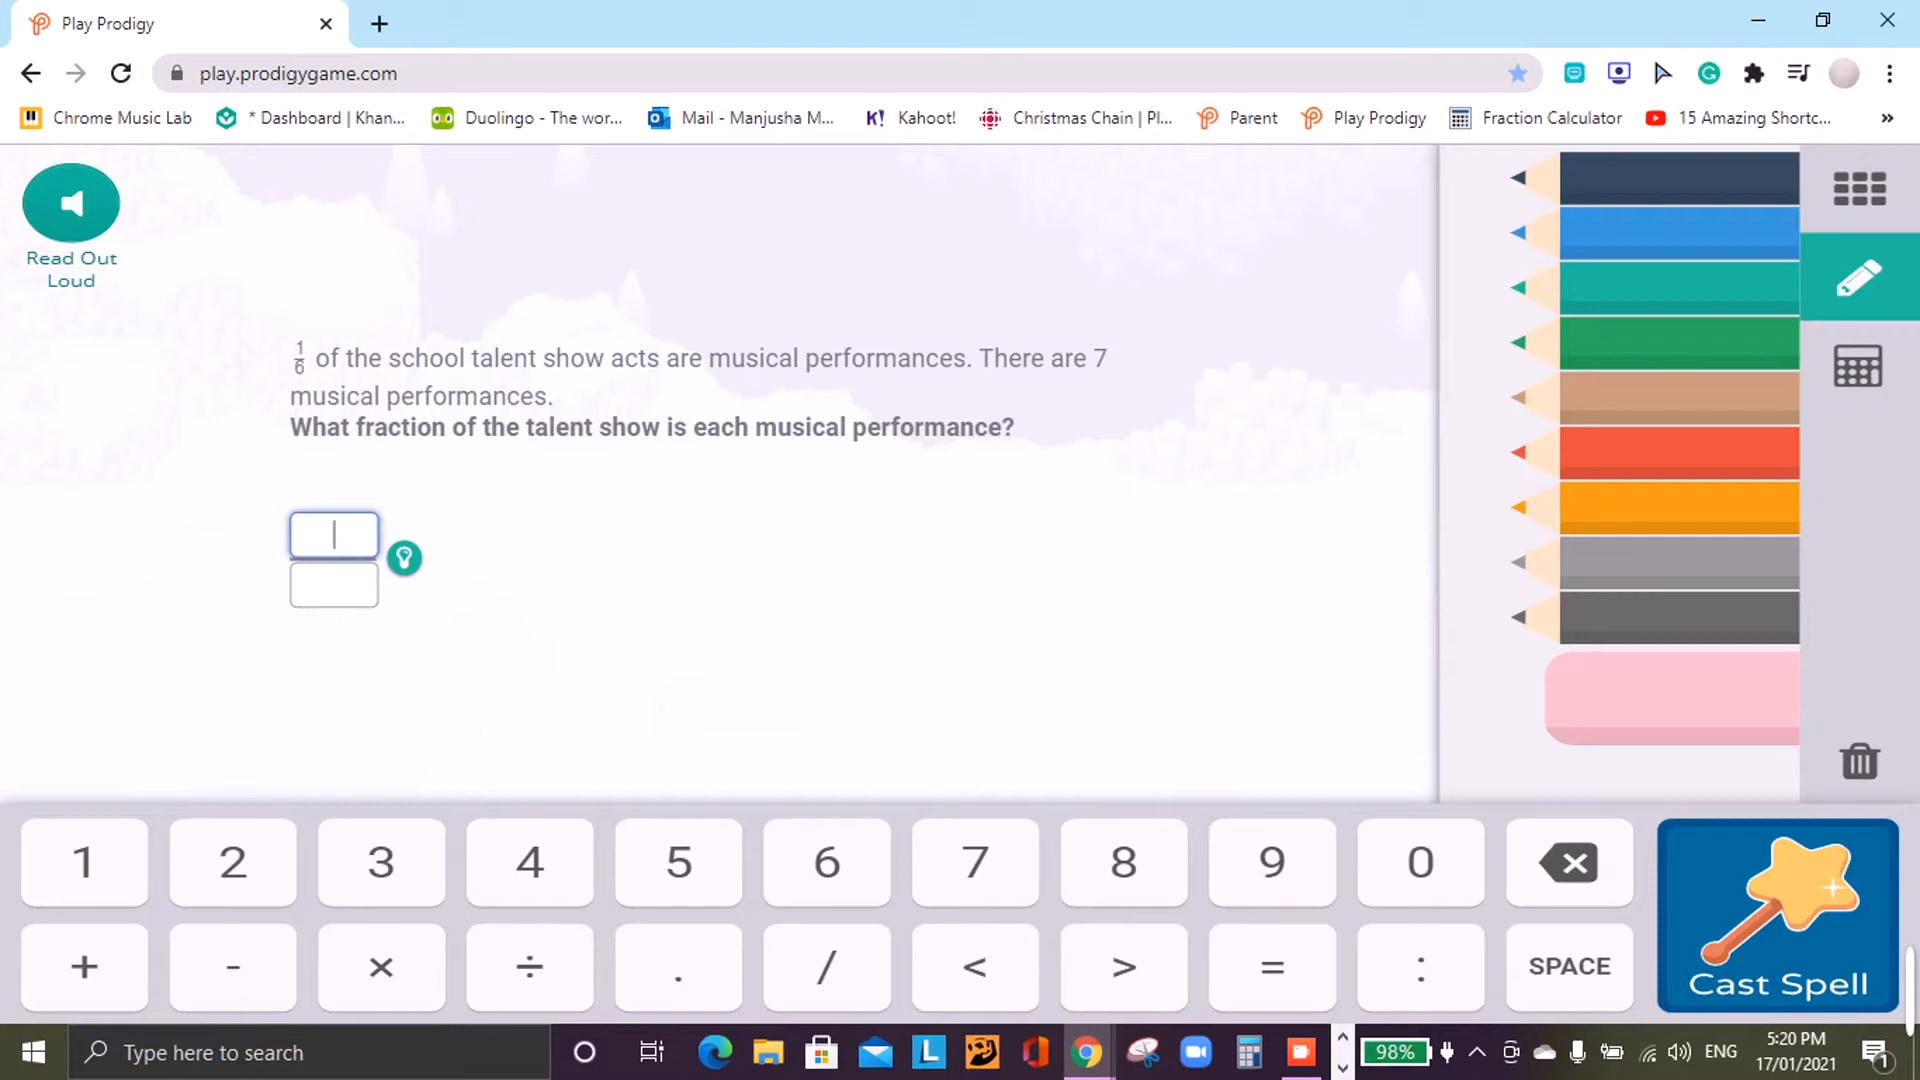 Play Prodigy
play.prodigygame.com
Chrome Music Lab
* Dashboard | Khan...
Duolingo - The wor...
Mail - Manjusha M...
K! Kahoot!
Christmas Chain | Pl...
Parent
Play Prodigy
Fraction Calculator
15 Amazing Shortc...
»
Read Out
Loud
1/6 of the school talent show acts are musical performances. There are 7
musical performances.
What fraction of the talent show is each musical performance?
1 2 3 4 5 6 7 8 9 0
+ - × ÷ . / < > = : SPACE
Cast Spell
Type here to search
L
98%
ENG
5:20 PM
17/01/2021
1